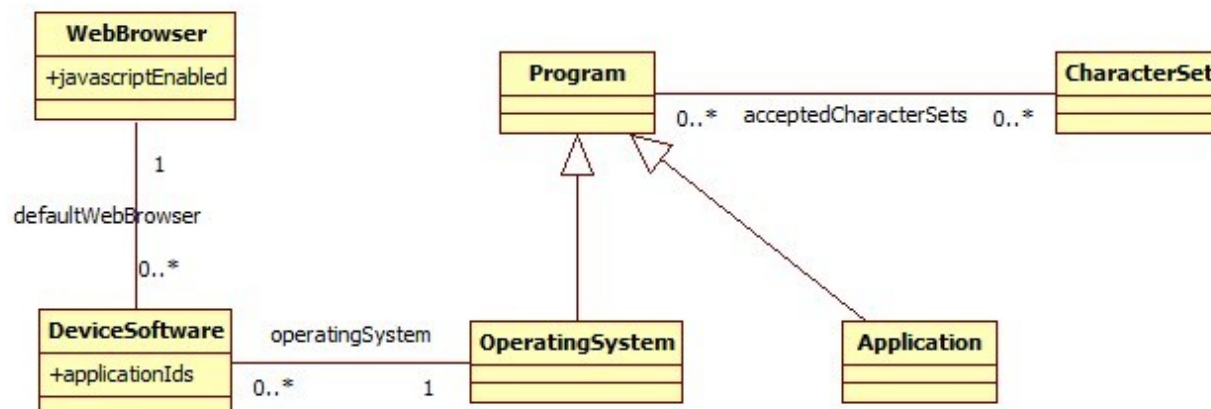 WebBrowser
+javascriptEnabled
1
defaultWebBrowser
0..*
DeviceSoftware
+applicationIds
operatingSystem
0..*
1
OperatingSystem
Program
0..*
acceptedCharacterSets
0..*
CharacterSet
Application